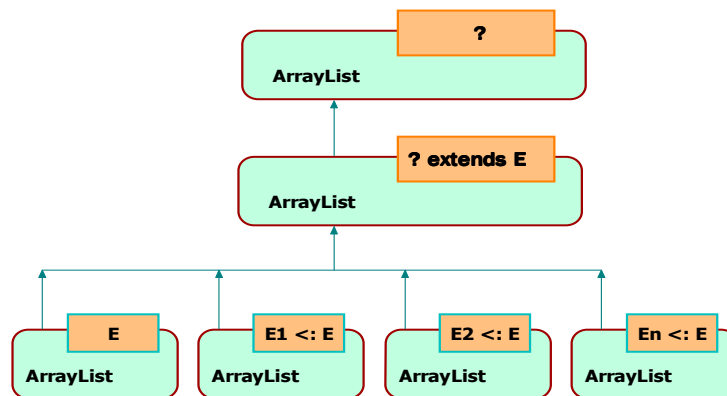 ?
ArrayList
? extends E
ArrayList
E
E1 <: E
E2 <: E
En <: E
ArrayList
ArrayList
ArrayList
ArrayList